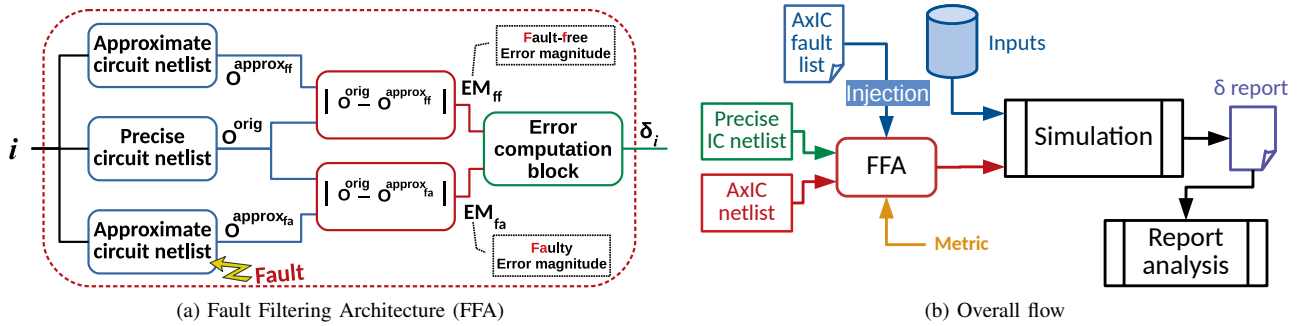 Approximate
circuit netlist
O^approx_ff
Precise
circuit netlist
O^orig
Approximate
circuit netlist
O^approx_fa
Fault
i
| O^orig − O^approx_ff |
| O^orig − O^approx_fa |
Fault-free
Error magnitude
EM_ff
EM_fa
Faulty
Error magnitude
Error
computation
block
δ_i
(a) Fault Filtering Architecture (FFA)
AxIC
fault
list
Inputs
Injection
Precise
IC netlist
AxIC
netlist
FFA
Metric
Simulation
δ report
Report
analysis
(b) Overall flow